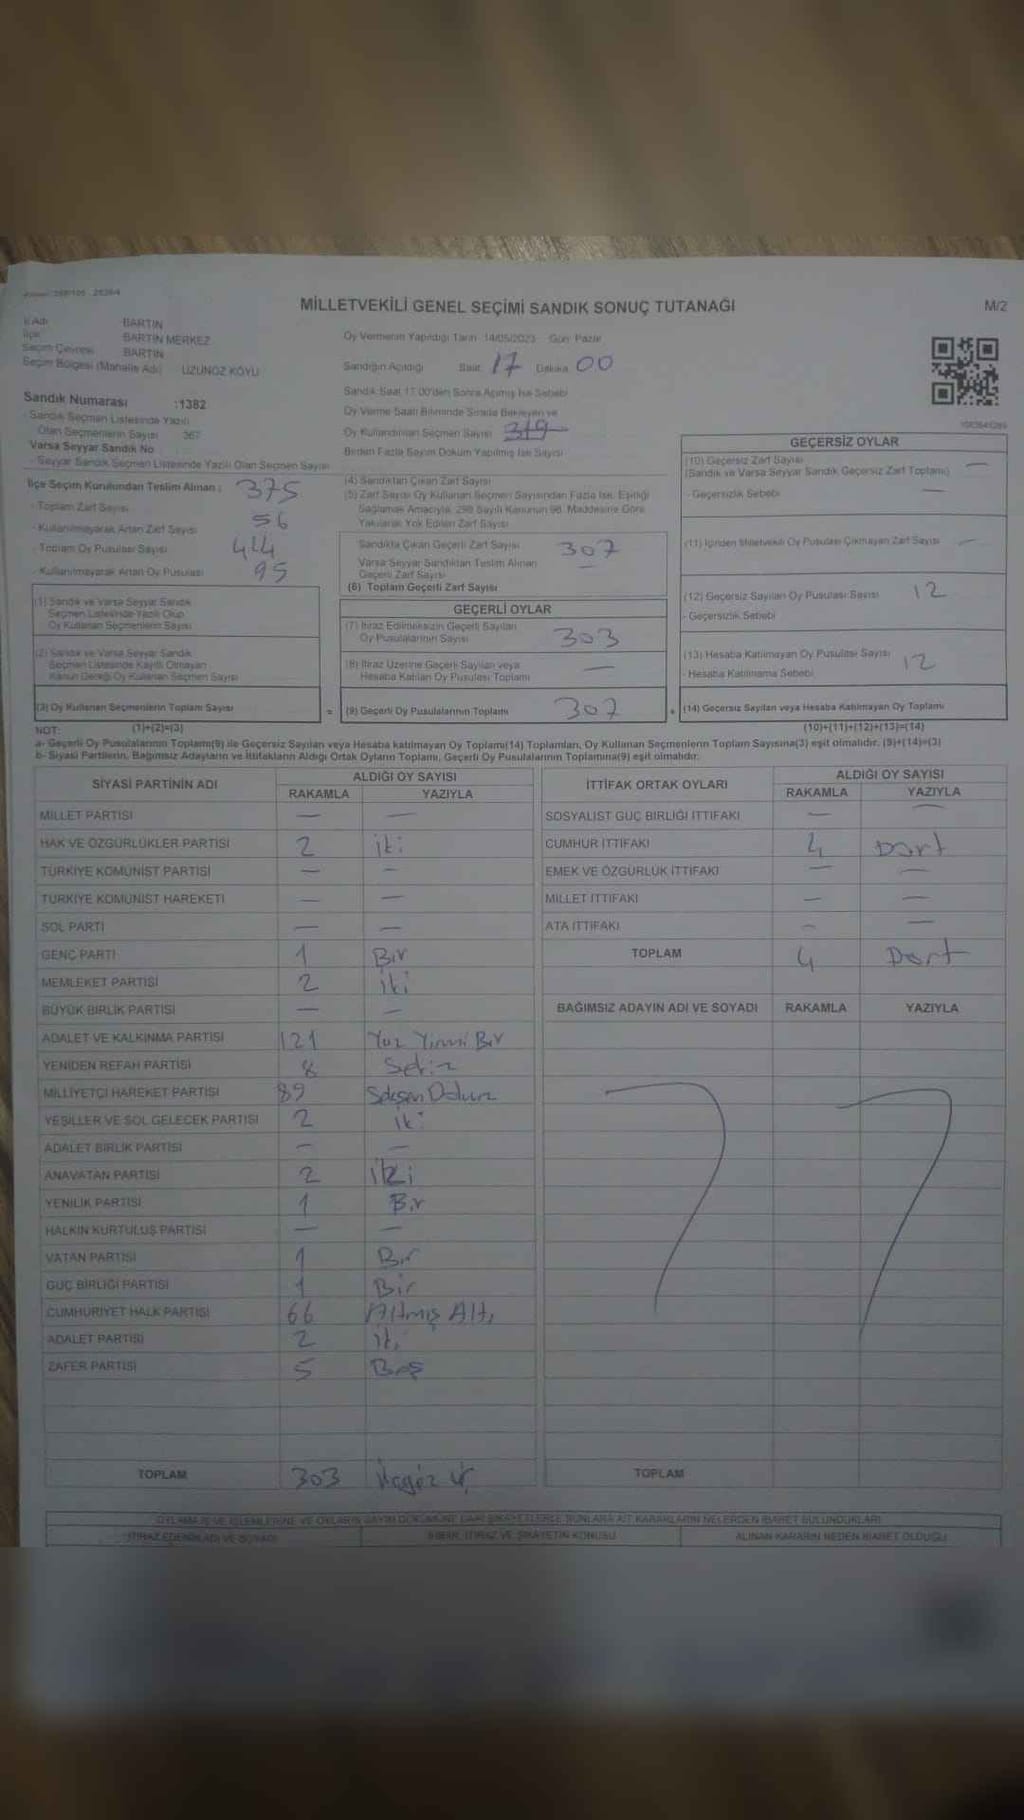 MİLLETVEKİLİ GENEL SEÇİMİ SANDIK SONUÇ TUTANAĞI
M/2
İl Adı BARTIN
İlçe BARTIN MERKEZ
Seçim Çevresi BARTIN
Seçim Bölgesi (Mahalle Adı) UZUNÖZ KÖYÜ
Sandık Numarası :1382
Sandık Seçmen Listesinde Yazılı
Olan Seçmenlerin Sayısı 367
Varsa Seyyar Sandık No
- Seyyar Sandık Seçmen Listesinde Yazılı Olan Seçmen Sayısı
İlçe Seçim Kurulundan Teslim Alınan : 375
- Toplam Zarf Sayısı
- Kullanılmayarak Artan Zarf Sayısı 56
- Toplam Oy Pusulası Sayısı 414
- Kullanılmayarak Artan Oy Pusulası 95
(1) Sandık ve Varsa Seyyar Sandık
Seçmen Listesinde Yazılı Olup
Oy Kullanan Seçmenlerin Sayısı
(2) Sandık ve Varsa Seyyar Sandık
Seçmen Listesinde Kayıtlı Olmayan
Kanun Gereği Oy Kullanan Seçmen Sayısı
(3) Oy Kullanan Seçmenlerin Toplam Sayısı
Oy Vermenin Yapıldığı Tarih 14/05/2023 Gün: Pazar
Sandığın Açıldığı Saat 17 Dakika 00
Sandık Saat 17.00'den Sonra Açılmış İse Sebebi
Oy Verme Saati Bitiminde Sırada Bekleyen ve
Oy Kullandırılan Seçmen Sayısı 319
Birden Fazla Sayım Döküm Yapılmış İse Sayısı
(4) Sandıktan Çıkan Zarf Sayısı
(5) Zarf Sayısı Oy Kullanan Seçmen Sayısından Fazla İse, Eşitliği
Sağlamak Amacıyla, 298 Sayılı Kanunun 98. Maddesine Göre
Yakılarak Yok Edilen Zarf Sayısı
Sandıkta Çıkan Geçerli Zarf Sayısı 307
Varsa Seyyar Sandıktan Teslim Alınan
Geçerli Zarf Sayısı
(6) Toplam Geçerli Zarf Sayısı
GEÇERLİ OYLAR
(7) İtiraz Edilmeksizin Geçerli Sayılan
Oy Pusulalarının Sayısı 303
(8) İtiraz Üzerine Geçerli Sayılan veya
Hesaba Katılan Oy Pusulası Toplamı —
= (9) Geçerli Oy Pusulalarının Toplamı 307
GEÇERSİZ OYLAR
(10) Geçersiz Zarf Sayısı
(Sandık ve Varsa Seyyar Sandık Geçersiz Zarf Toplamı) —
- Geçersizlik Sebebi —
(11) İçinden Milletvekili Oy Pusulası Çıkmayan Zarf Sayısı —
(12) Geçersiz Sayılan Oy Pusulası Sayısı 12
- Geçersizlik Sebebi
(13) Hesaba Katılmayan Oy Pusulası Sayısı 12
- Hesaba Katılmama Sebebi
+ (14) Geçersiz Sayılan veya Hesaba Katılmayan Oy Toplamı
NOT: (1)+(2)=(3) (10)+(11)+(12)+(13)=(14)
a- Geçerli Oy Pusulalarının Toplamı(9) ile Geçersiz Sayılan veya Hesaba katılmayan Oy Toplamı(14) Toplamları, Oy Kullanan Seçmenlerin Toplam Sayısına(3) eşit olmalıdır. (9)+(14)=(3)
b- Siyasi Partilerin, Bağımsız Adayların ve İttifakların Aldığı Ortak Oyların Toplamı, Geçerli Oy Pusulalarının Toplamına(9) eşit olmalıdır.
SİYASİ PARTİNİN ADI ALDIĞI OY SAYISI
RAKAMLA YAZIYLA
MİLLET PARTİSİ — —
HAK VE ÖZGÜRLÜKLER PARTİSİ 2 iki
TÜRKİYE KOMÜNİST PARTİSİ — —
TÜRKİYE KOMÜNİST HAREKETİ — —
SOL PARTİ — —
GENÇ PARTİ 1 Bir
MEMLEKET PARTİSİ 2 iki
BÜYÜK BİRLİK PARTİSİ — —
ADALET VE KALKINMA PARTİSİ 121 Yüz Yirmi Bir
YENİDEN REFAH PARTİSİ 8 Sekiz
MİLLİYETÇİ HAREKET PARTİSİ 89 Seksen Dokuz
YEŞİLLER VE SOL GELECEK PARTİSİ 2 iki
ADALET BİRLİK PARTİSİ — —
ANAVATAN PARTİSİ 2 iki
YENİLİK PARTİSİ 1 Bir
HALKIN KURTULUŞ PARTİSİ — —
VATAN PARTİSİ 1 Bir
GÜÇ BİRLİĞİ PARTİSİ 1 Bir
CUMHURİYET HALK PARTİSİ 66 Altmış Altı
ADALET PARTİSİ 2 iki
ZAFER PARTİSİ 5 Beş
TOPLAM 303 Üçyüz üç
İTTİFAK ORTAK OYLARI ALDIĞI OY SAYISI
RAKAMLA YAZIYLA
SOSYALİST GÜÇ BİRLİĞİ İTTİFAKI — —
CUMHUR İTTİFAKI 4 Dört
EMEK VE ÖZGÜRLÜK İTTİFAKI — —
MİLLET İTTİFAKI — —
ATA İTTİFAKI — —
TOPLAM 4 Dört
BAĞIMSIZ ADAYIN ADI VE SOYADI RAKAMLA YAZIYLA
TOPLAM
OYLAMA İŞ VE İŞLEMLERİNE VE OYLARIN SAYIM DÖKÜMÜNE DAİR ŞİKAYETLERLE BUNLARA AİT KARARLARIN NELERDEN İBARET BULUNDUKLARI
İTİRAZ EDENİN ADI VE SOYADI
İHBAR, İTİRAZ VE ŞİKAYETİN KONUSU
ALINAN KARARIN NEDEN İBARET OLDUĞU